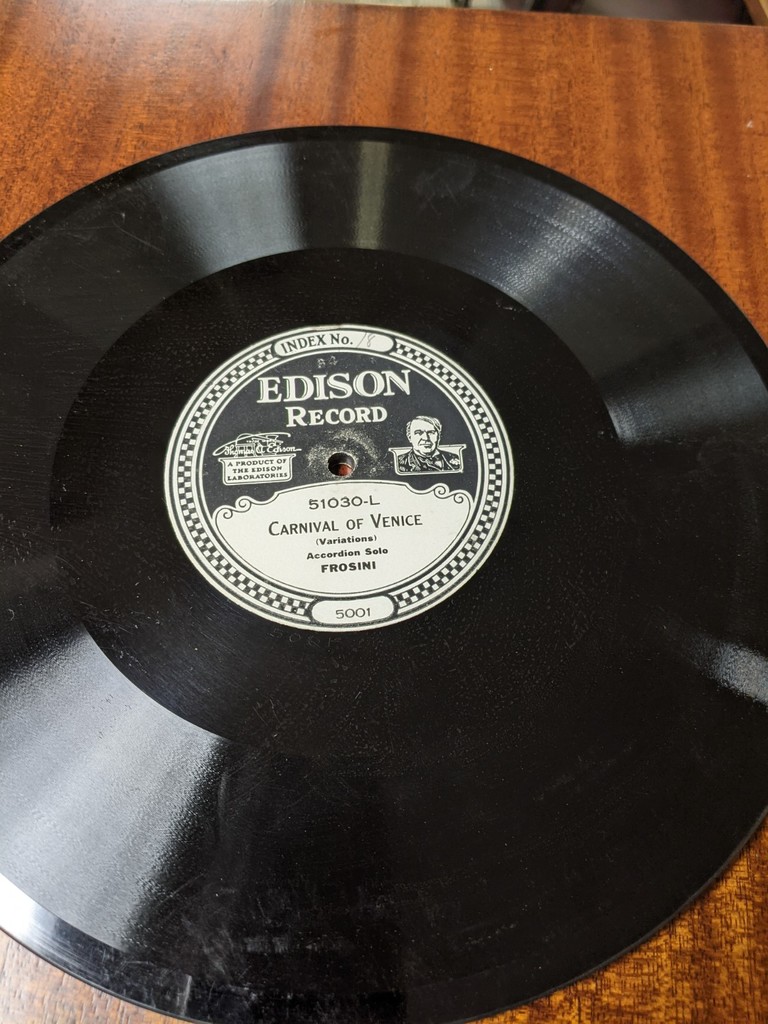 INDEX No. 18
EDISON
RECORD
Thomas A Edison
A PRODUCT OF
THE EDISON
LABORATORIES
51030-L
CARNIVAL OF VENICE
(Variations)
Accordion Solo
FROSINI
5001